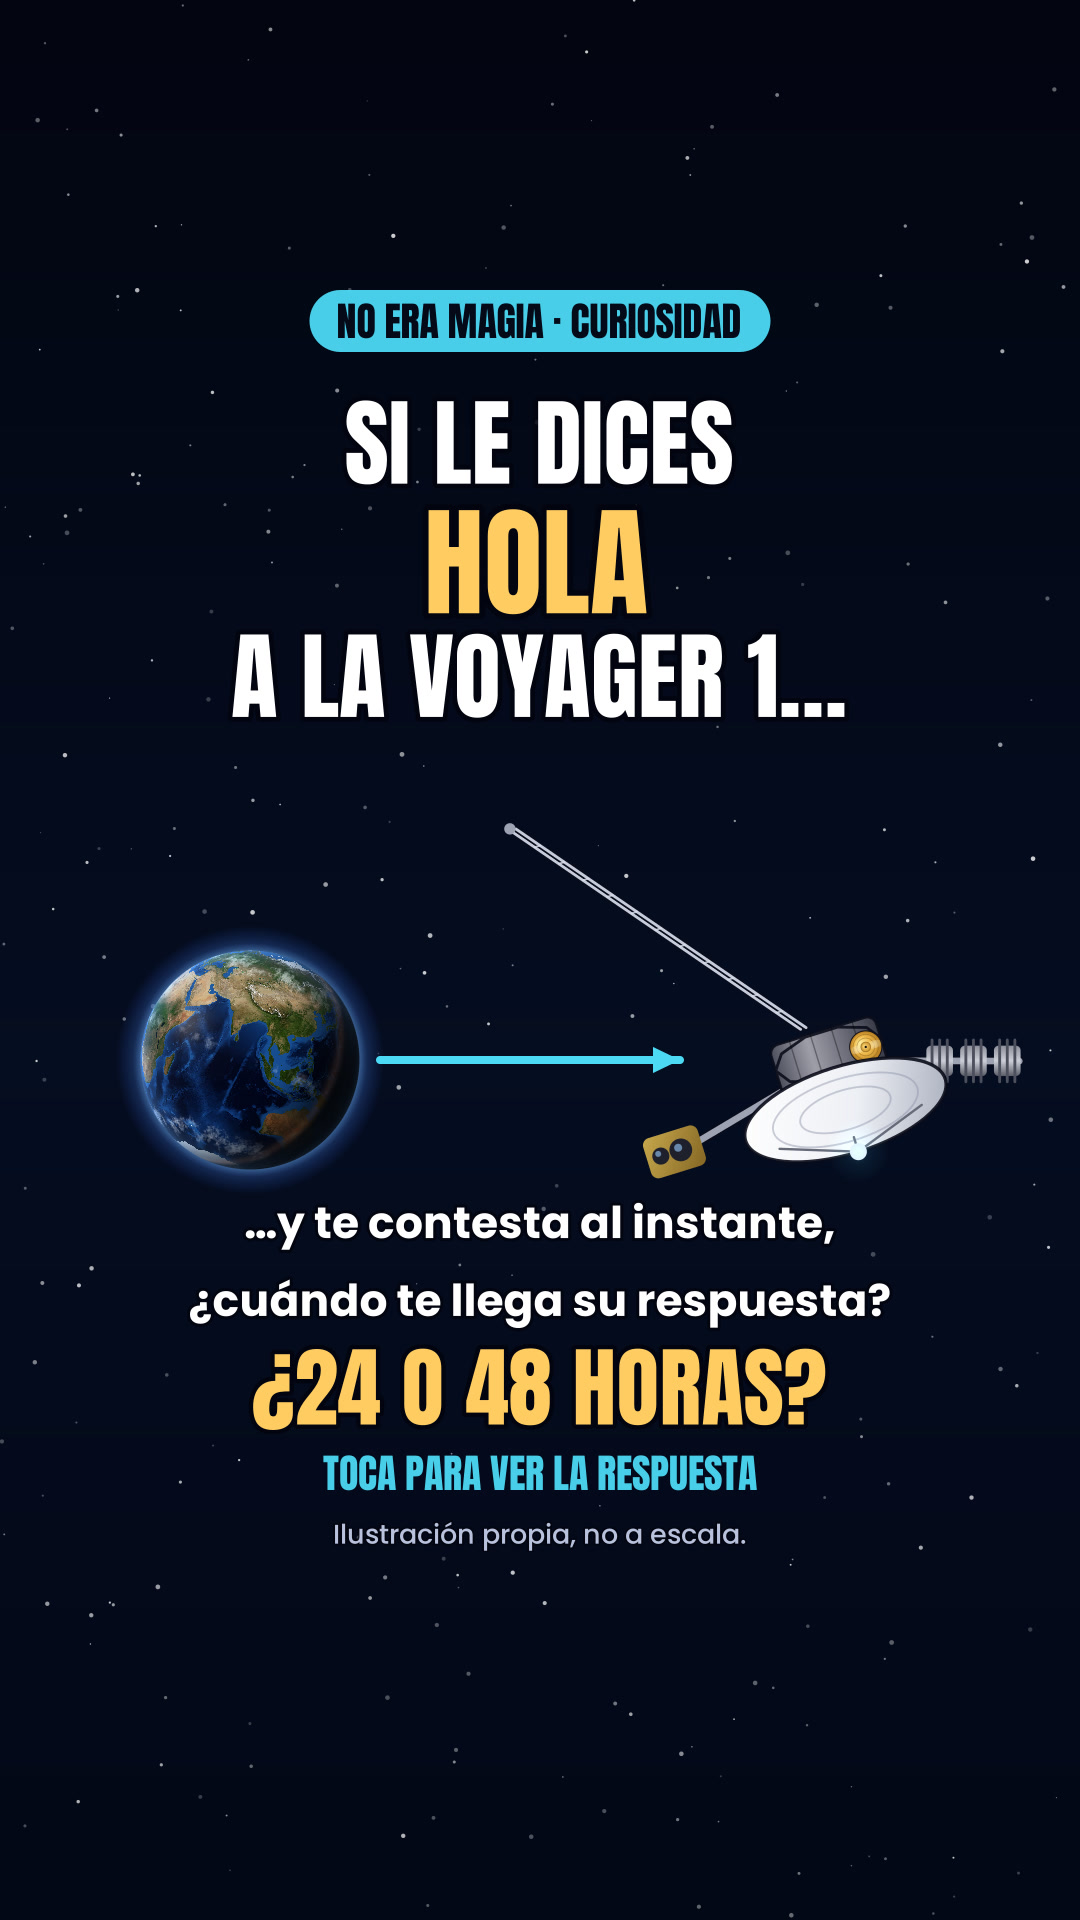 NO ERA MAGIA · CURIOSIDAD
SI LE DICES
HOLA
A LA VOYAGER 1...
...y te contesta al instante,
¿cuándo te llega su respuesta?
¿24 O 48 HORAS?
TOCA PARA VER LA RESPUESTA
Ilustración propia, no a escala.